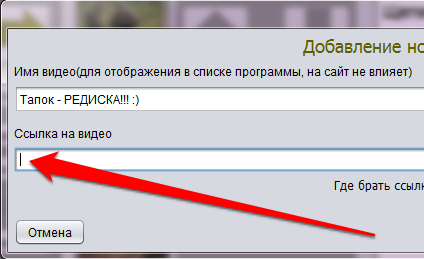 Добавление но
Имя видео(для отображения в списке программы, на сайт не влияет)
Тапок - РЕДИСКА!!! :)
Ссылка на видео
Где брать ссылк
Отмена